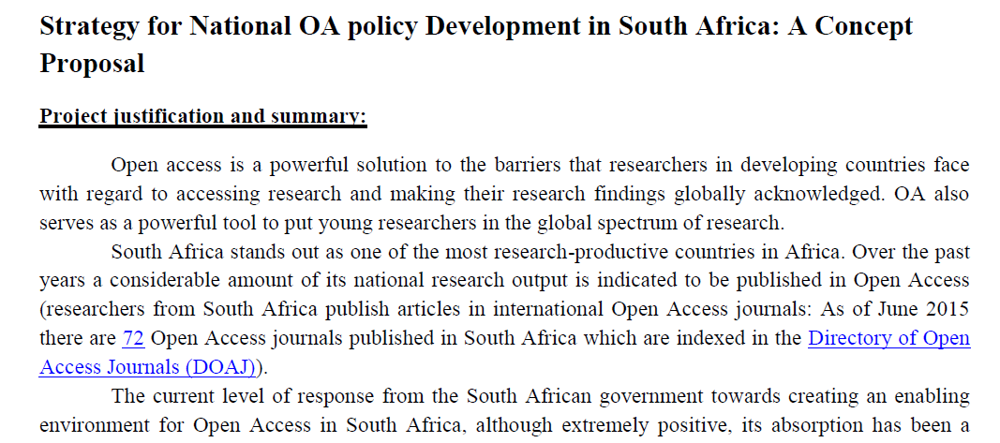 Strategy for National OA policy Development in South Africa: A Concept
Proposal
Project justification and summary:
Open access is a powerful solution to the barriers that researchers in developing countries face
with regard to accessing research and making their research findings globally acknowledged. OA also
serves as a powerful tool to put young researchers in the global spectrum of research.
South Africa stands out as one of the most research-productive countries in Africa. Over the past
years a considerable amount of its national research output is indicated to be published in Open Access
(researchers from South Africa publish articles in international Open Access journals: As of June 2015
there are 72 Open Access journals published in South Africa which are indexed in the Directory of Open
Access Journals (DOAJ)).
The current level of response from the South African government towards creating an enabling
environment for Open Access in South Africa, although extremely positive, its absorption has been a